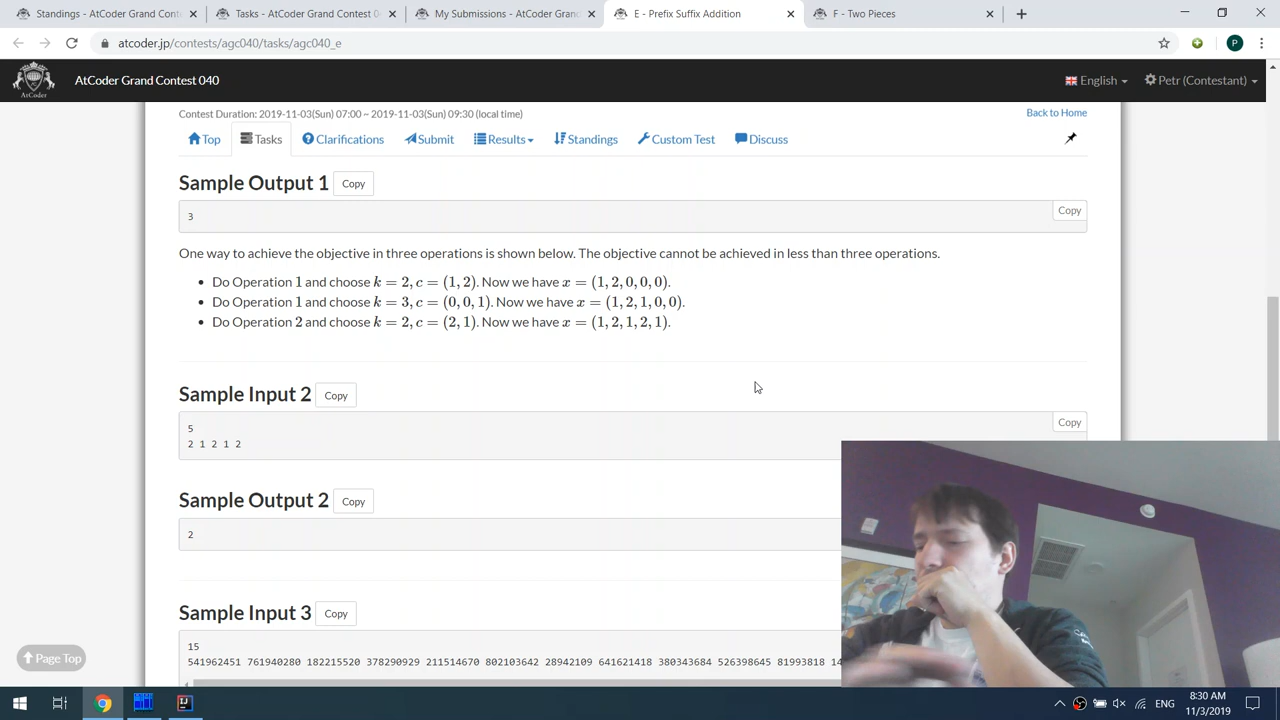 Standings - AtCoder Grand Contest
Tasks - AtCoder Grand Contest 0
My Submissions - AtCoder Gran
E - Prefix Suffix Addition
F - Two Pieces
atcoder.jp/contests/agc040/tasks/agc040_e
P
AtCoder
AtCoder Grand Contest 040
English
Petr (Contestant)
Contest Duration: 2019-11-03(Sun) 07:00 ~ 2019-11-03(Sun) 09:30 (local time)
Back to Home
Top
Tasks
Clarifications
Submit
Results
Standings
Custom Test
Discuss
Sample Output 1
Copy
Copy
3
One way to achieve the objective in three operations is shown below. The objective cannot be achieved in less than three operations.
• Do Operation 1 and choose k = 2, c = (1, 2). Now we have x = (1, 2, 0, 0, 0).
• Do Operation 1 and choose k = 3, c = (0, 0, 1). Now we have x = (1, 2, 1, 0, 0).
• Do Operation 2 and choose k = 2, c = (2, 1). Now we have x = (1, 2, 1, 2, 1).
Sample Input 2
Copy
Copy
5
2 1 2 1 2
Sample Output 2
Copy
2
Sample Input 3
Copy
15
541962451 761940280 182215520 378290929 211514670 802103642 28942109 641621418 380343684 526398645 81993818 14
Page Top
ENG
8:30 AM
11/3/2019